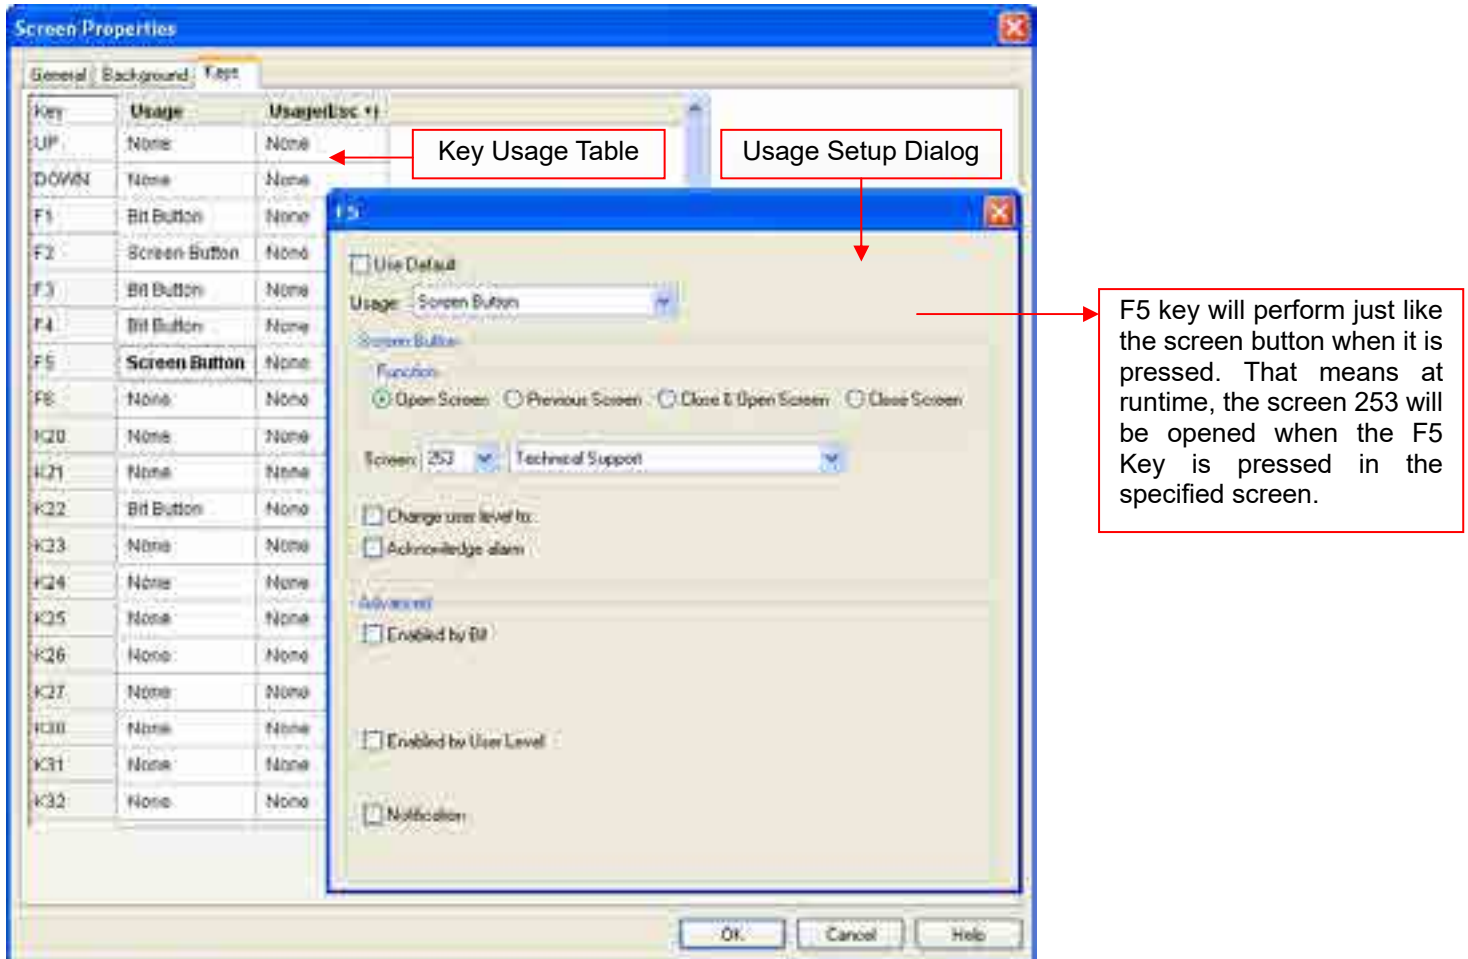 Screen Properties
General Background Keys
Key Usage Usage(Esc +)
UP None None
DOWN None None
F1 Bit Button None
F2 Screen Button None
F3 Bit Button None
F4 Bit Button None
F5 Screen Button None
F6 None None
K20 None None
K21 None None
K22 Bit Button None
K23 None None
K24 None None
K25 None None
K26 None None
K27 None None
K30 None None
K31 None None
K32 None None
Key Usage Table
Usage Setup Dialog
F5
Use Default
Usage: Screen Button
Screen Button
Function
Open Screen Previous Screen Close & Open Screen Close Screen
Screen: 253 Technical Support
Change user level to:
Acknowledge alarm
Advanced
Enabled by Bit
Enabled by User Level
Notification
OK Cancel Help
F5 key will perform just like
the screen button when it is
pressed. That means at
runtime, the screen 253 will
be opened when the F5
Key is pressed in the
specified screen.